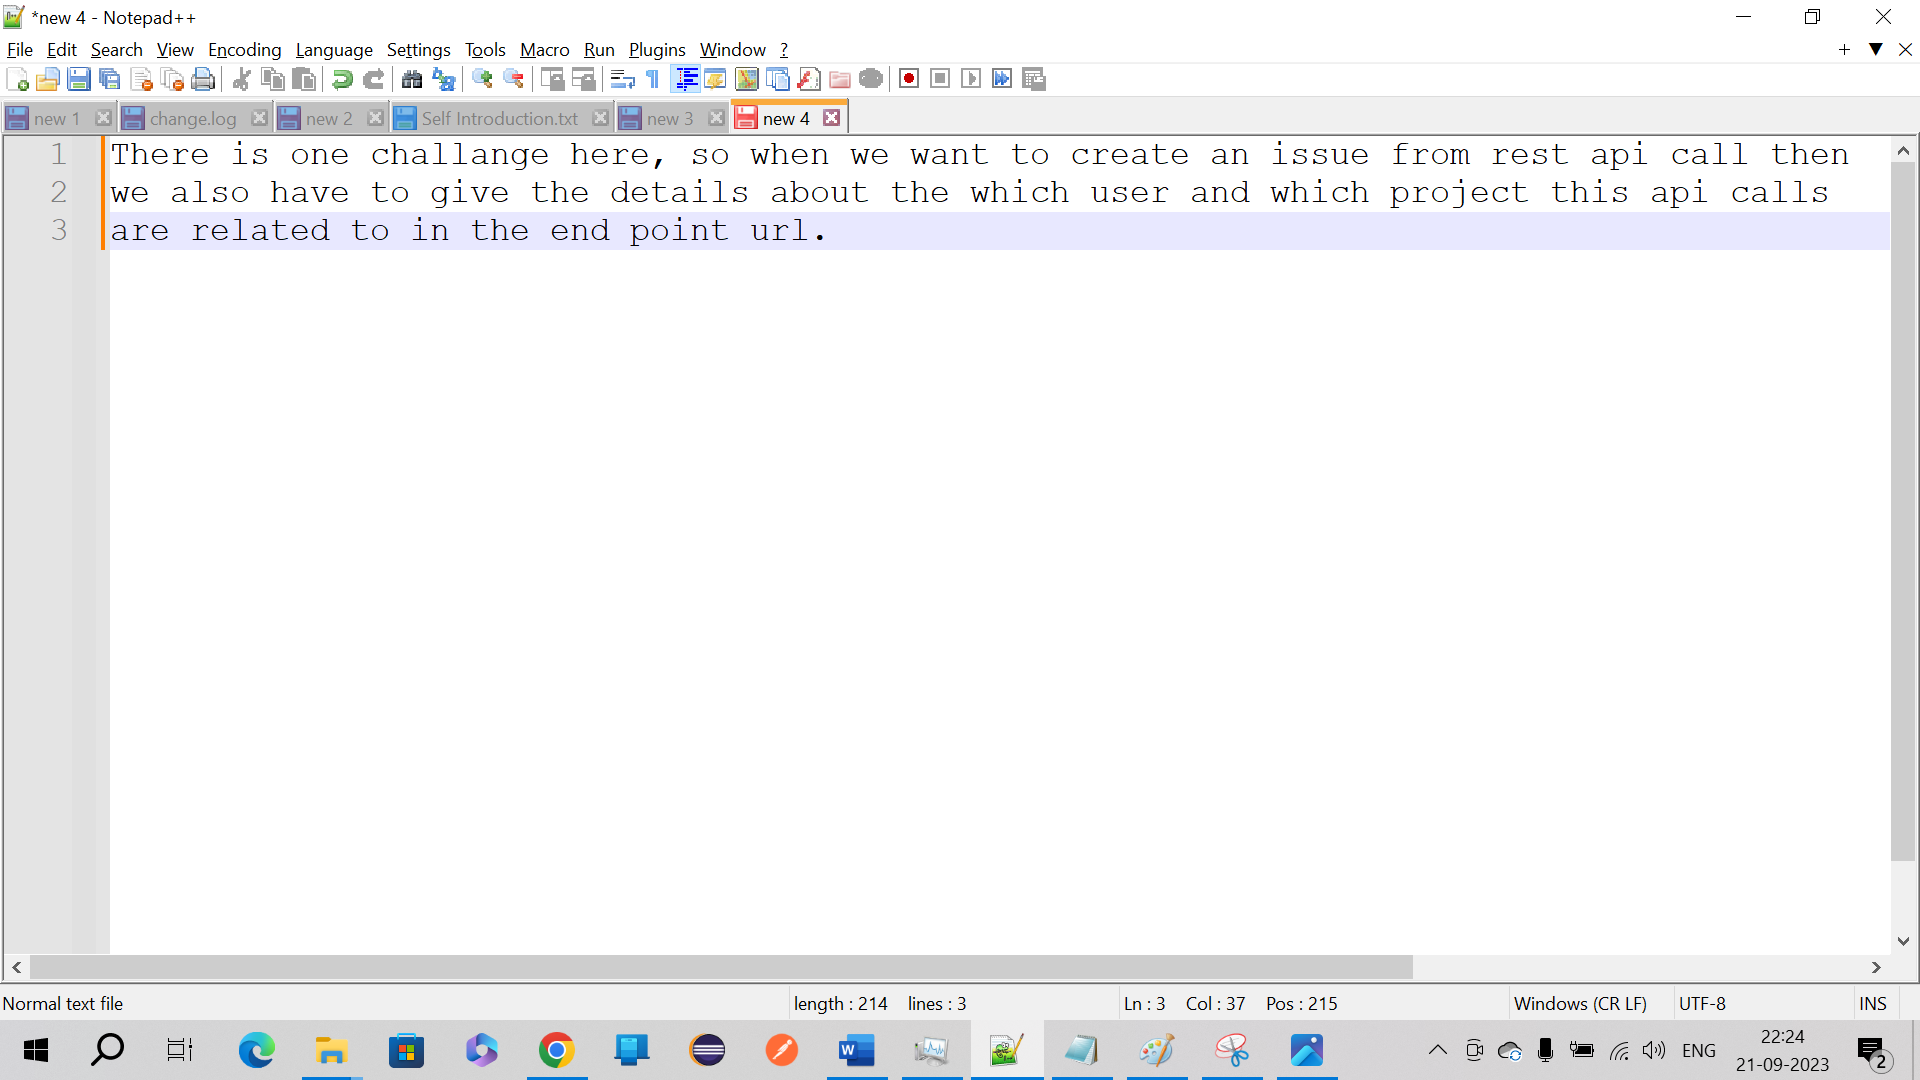 *new 4 - Notepad++
File Edit Search View Encoding Language Settings Tools Macro Run Plugins Window ?
new 1 change.log new 2 Self Introduction.txt new 3 new 4
1 There is one challange here, so when we want to create an issue from rest api call then
2 we also have to give the details about the which user and which project this api calls
3 are related to in the end point url.
Normal text file length : 214 lines : 3 Ln : 3 Col : 37 Pos : 215 Windows (CR LF) UTF-8 INS
ENG 22:24
21-09-2023
2